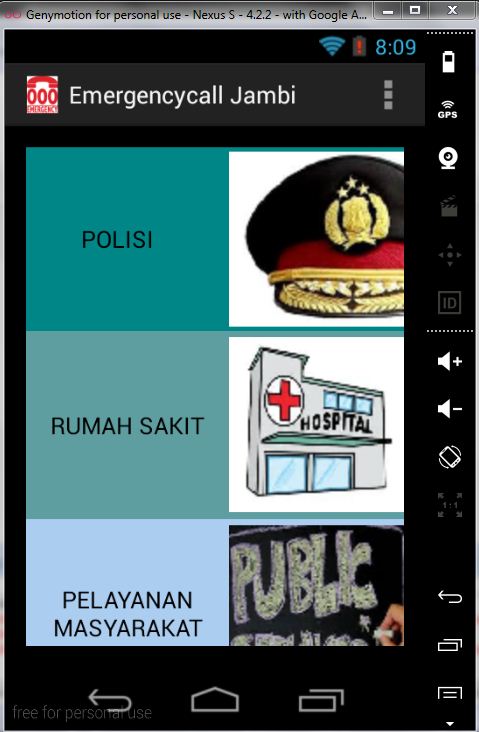 Genymotion for personal use - Nexus S - 4.2.2 - with Google A...
8:09
000
EMERGENCY
Emergencycall Jambi
GPS
POLISI
ID
RUMAH SAKIT
HOSPITAL
1:1
PELAYANAN
MASYARAKAT
PUBLIC
free for personal use